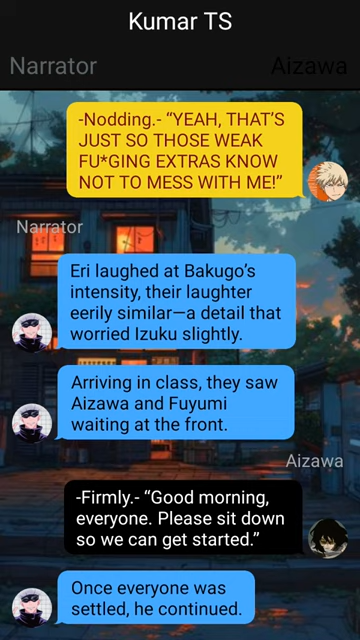 Kumar TS
Narrator
Aizawa
-Nodding.- “YEAH, THAT’S
JUST SO THOSE WEAK
FU*GING EXTRAS KNOW
NOT TO MESS WITH ME!”
Narrator
Eri laughed at Bakugo’s
intensity, their laughter
eerily similar—a detail that
worried Izuku slightly.
Arriving in class, they saw
Aizawa and Fuyumi
waiting at the front.
Aizawa
-Firmly.- “Good morning,
everyone. Please sit down
so we can get started.”
Once everyone was
settled, he continued.